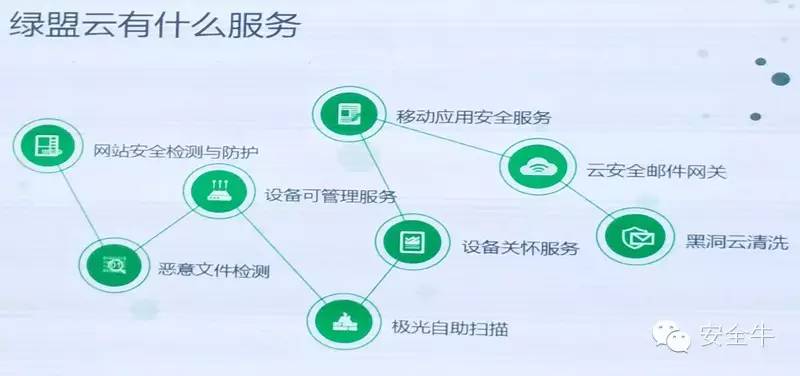 绿盟云有什么服务
移动应用安全服务
网站安全检测与防护
云安全邮件网关
设备可管理服务
黑洞云清洗
设备关怀服务
恶意文件检测
极光自助扫描
安全牛